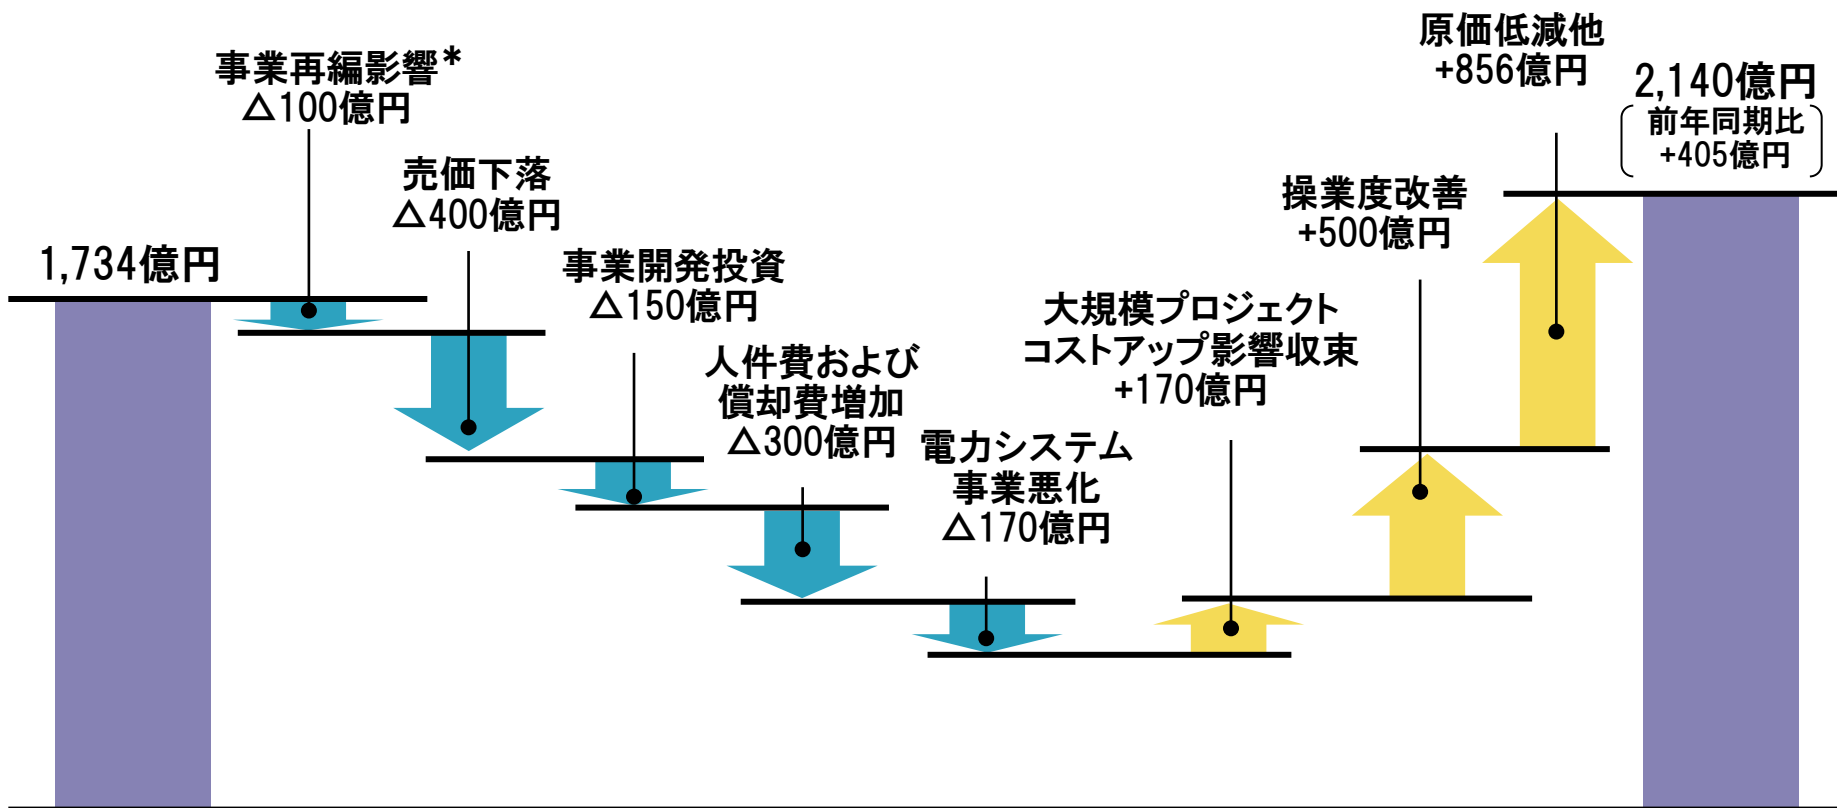 1,734億円
事業再編影響*
△100億円
売価下落
△400億円
事業開発投資
△150億円
人件費および
償却費増加
△300億円
電力システム
事業悪化
△170億円
大規模プロジェクト
コストアップ影響収束
+170億円
操業度改善
+500億円
原価低減他
+856億円
2,140億円
前年同期比
+405億円